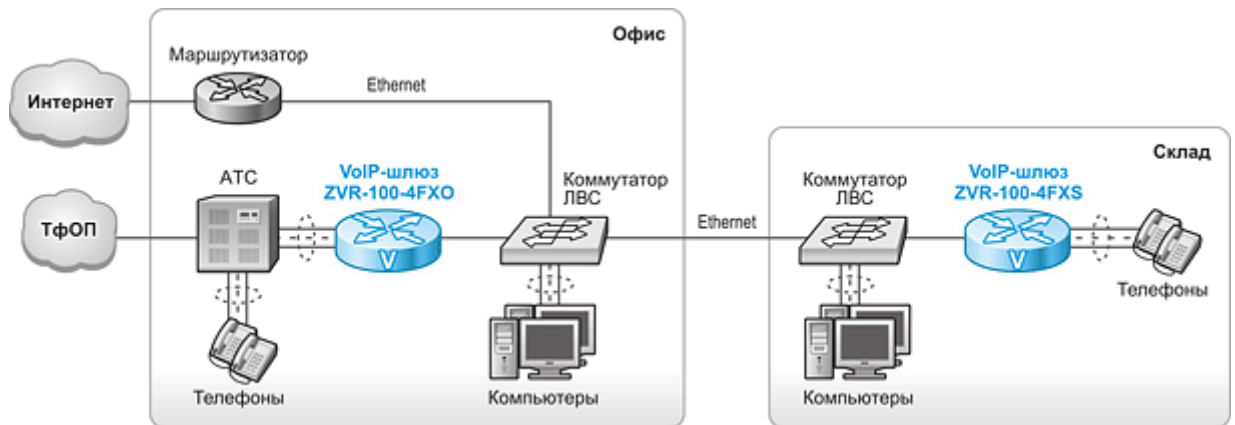 Офис
Маршрутизатор
Интернет
Ethernet
Склад
АТС
VoIP-шлюз
ZVR-100-4FXO
Коммутатор
ЛВС
Коммутатор
ЛВС
VoIP-шлюз
ZVR-100-4FXS
ТфОП
Ethernet
V
V
Телефоны
Телефоны
Компьютеры
Компьютеры